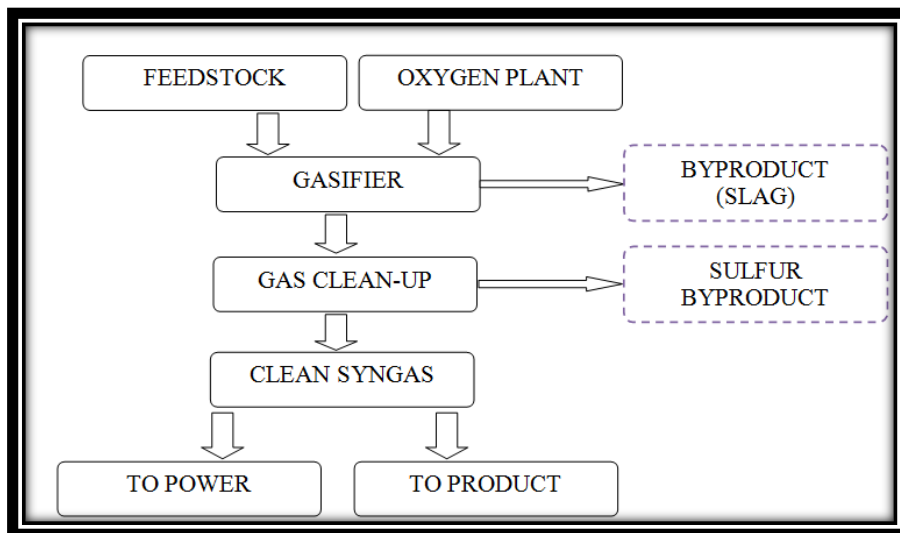 FEEDSTOCK
OXYGEN PLANT
GASIFIER
BYPRODUCT
(SLAG)
GAS CLEAN-UP
SULFUR
BYPRODUCT
CLEAN SYNGAS
TO POWER
TO PRODUCT